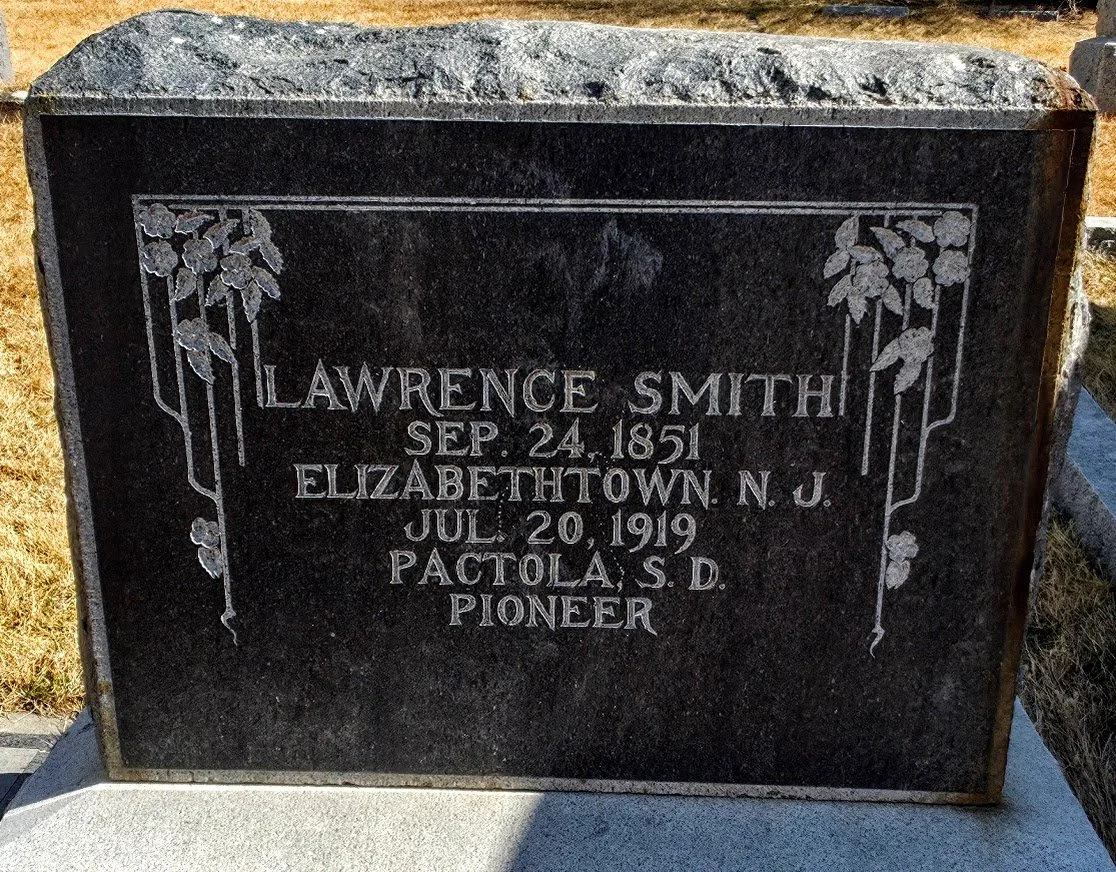 LAWRENCE SMITH
SEP. 24, 1851
ELIZABETHTOWN. N. J.
JUL. 20, 1919
PACTOLA, S. D.
PIONEER